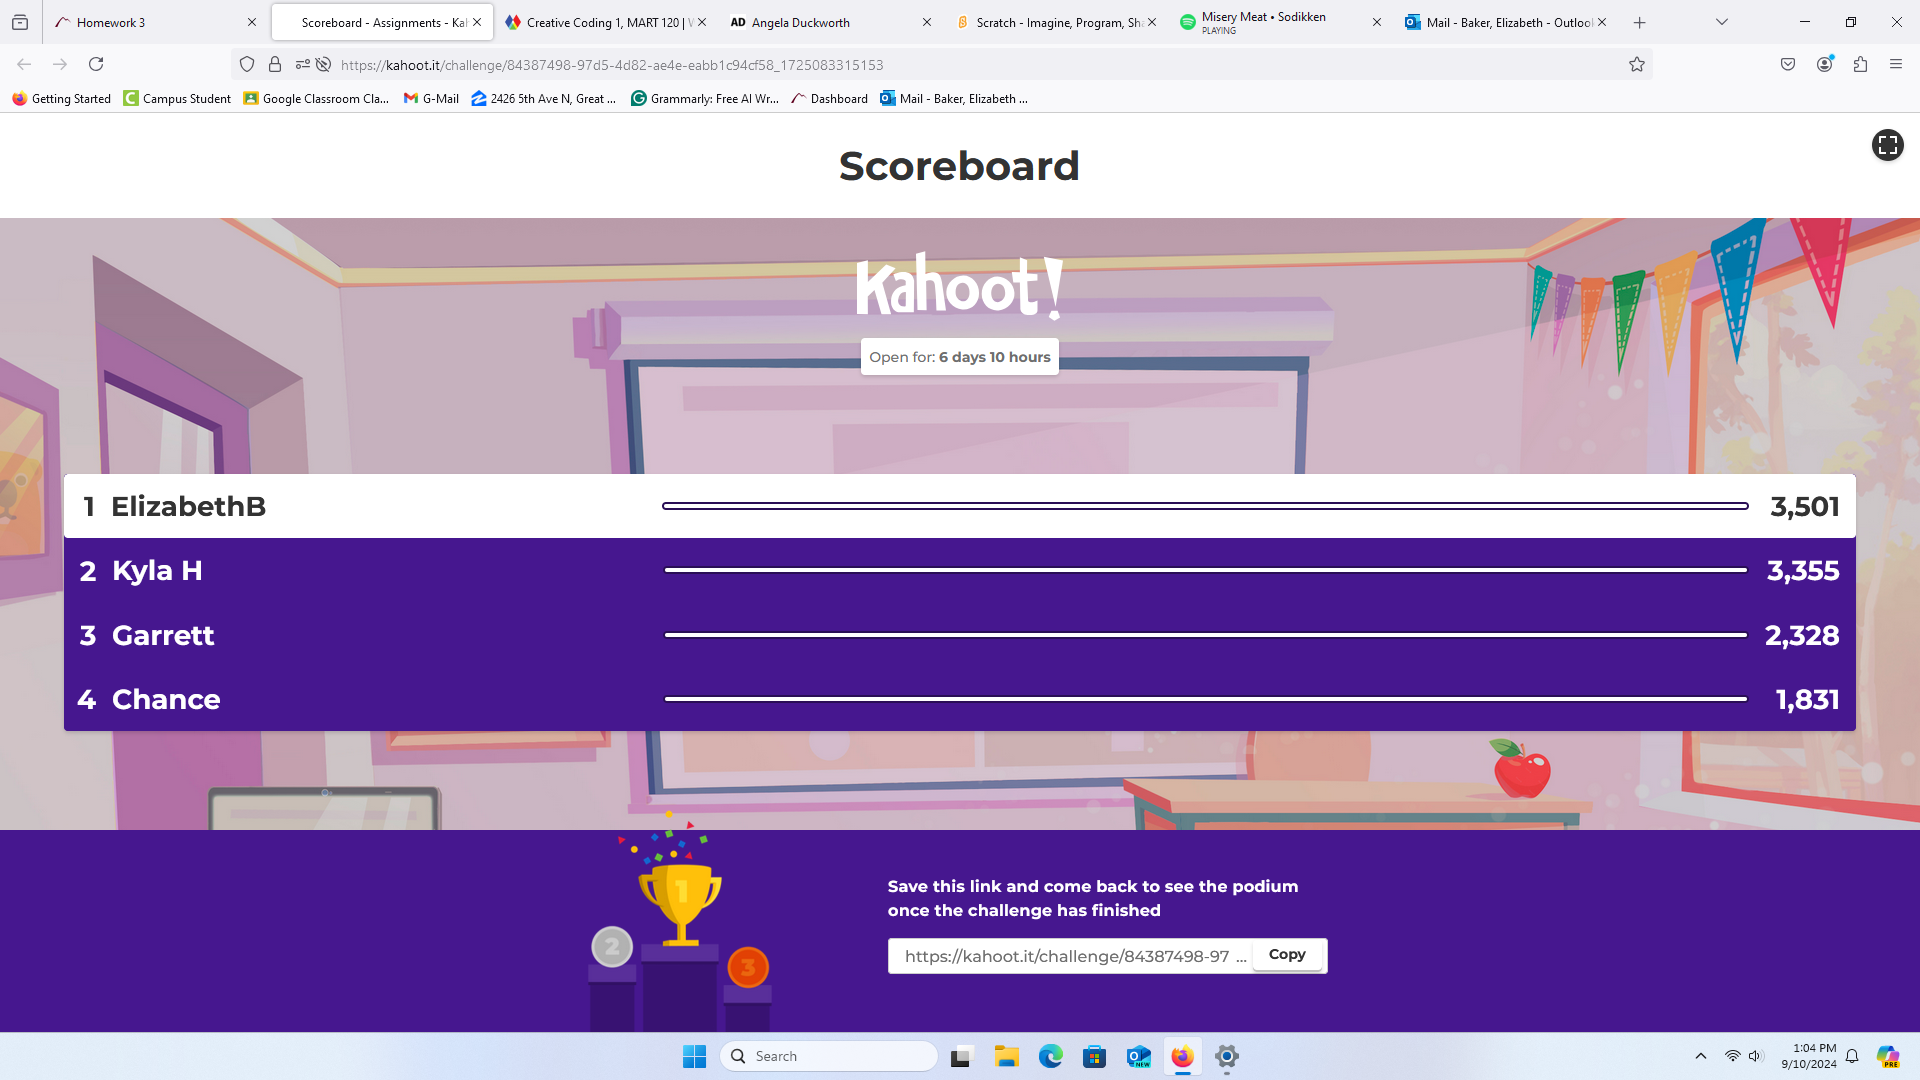 Homework 3
Scoreboard - Assignments - Kah
Creative Coding 1, MART 120 | W
AD Angela Duckworth
Scratch - Imagine, Program, Sha
Misery Meat • Sodikken
PLAYING
Mail - Baker, Elizabeth - Outlook
https://kahoot.it/challenge/84387498-97d5-4d82-ae4e-eabb1c94cf58_1725083315153
Getting Started
Campus Student
Google Classroom Cla...
G-Mail
2426 5th Ave N, Great ...
Grammarly: Free AI Wr...
Dashboard
Mail - Baker, Elizabeth ...
Scoreboard
Kahoot!
Open for: 6 days 10 hours
1 ElizabethB 3,501
2 Kyla H 3,355
3 Garrett 2,328
4 Chance 1,831
1
2
3
Save this link and come back to see the podium
once the challenge has finished
https://kahoot.it/challenge/84387498-97 ... Copy
Search
NEW
1:04 PM
9/10/2024
PRE